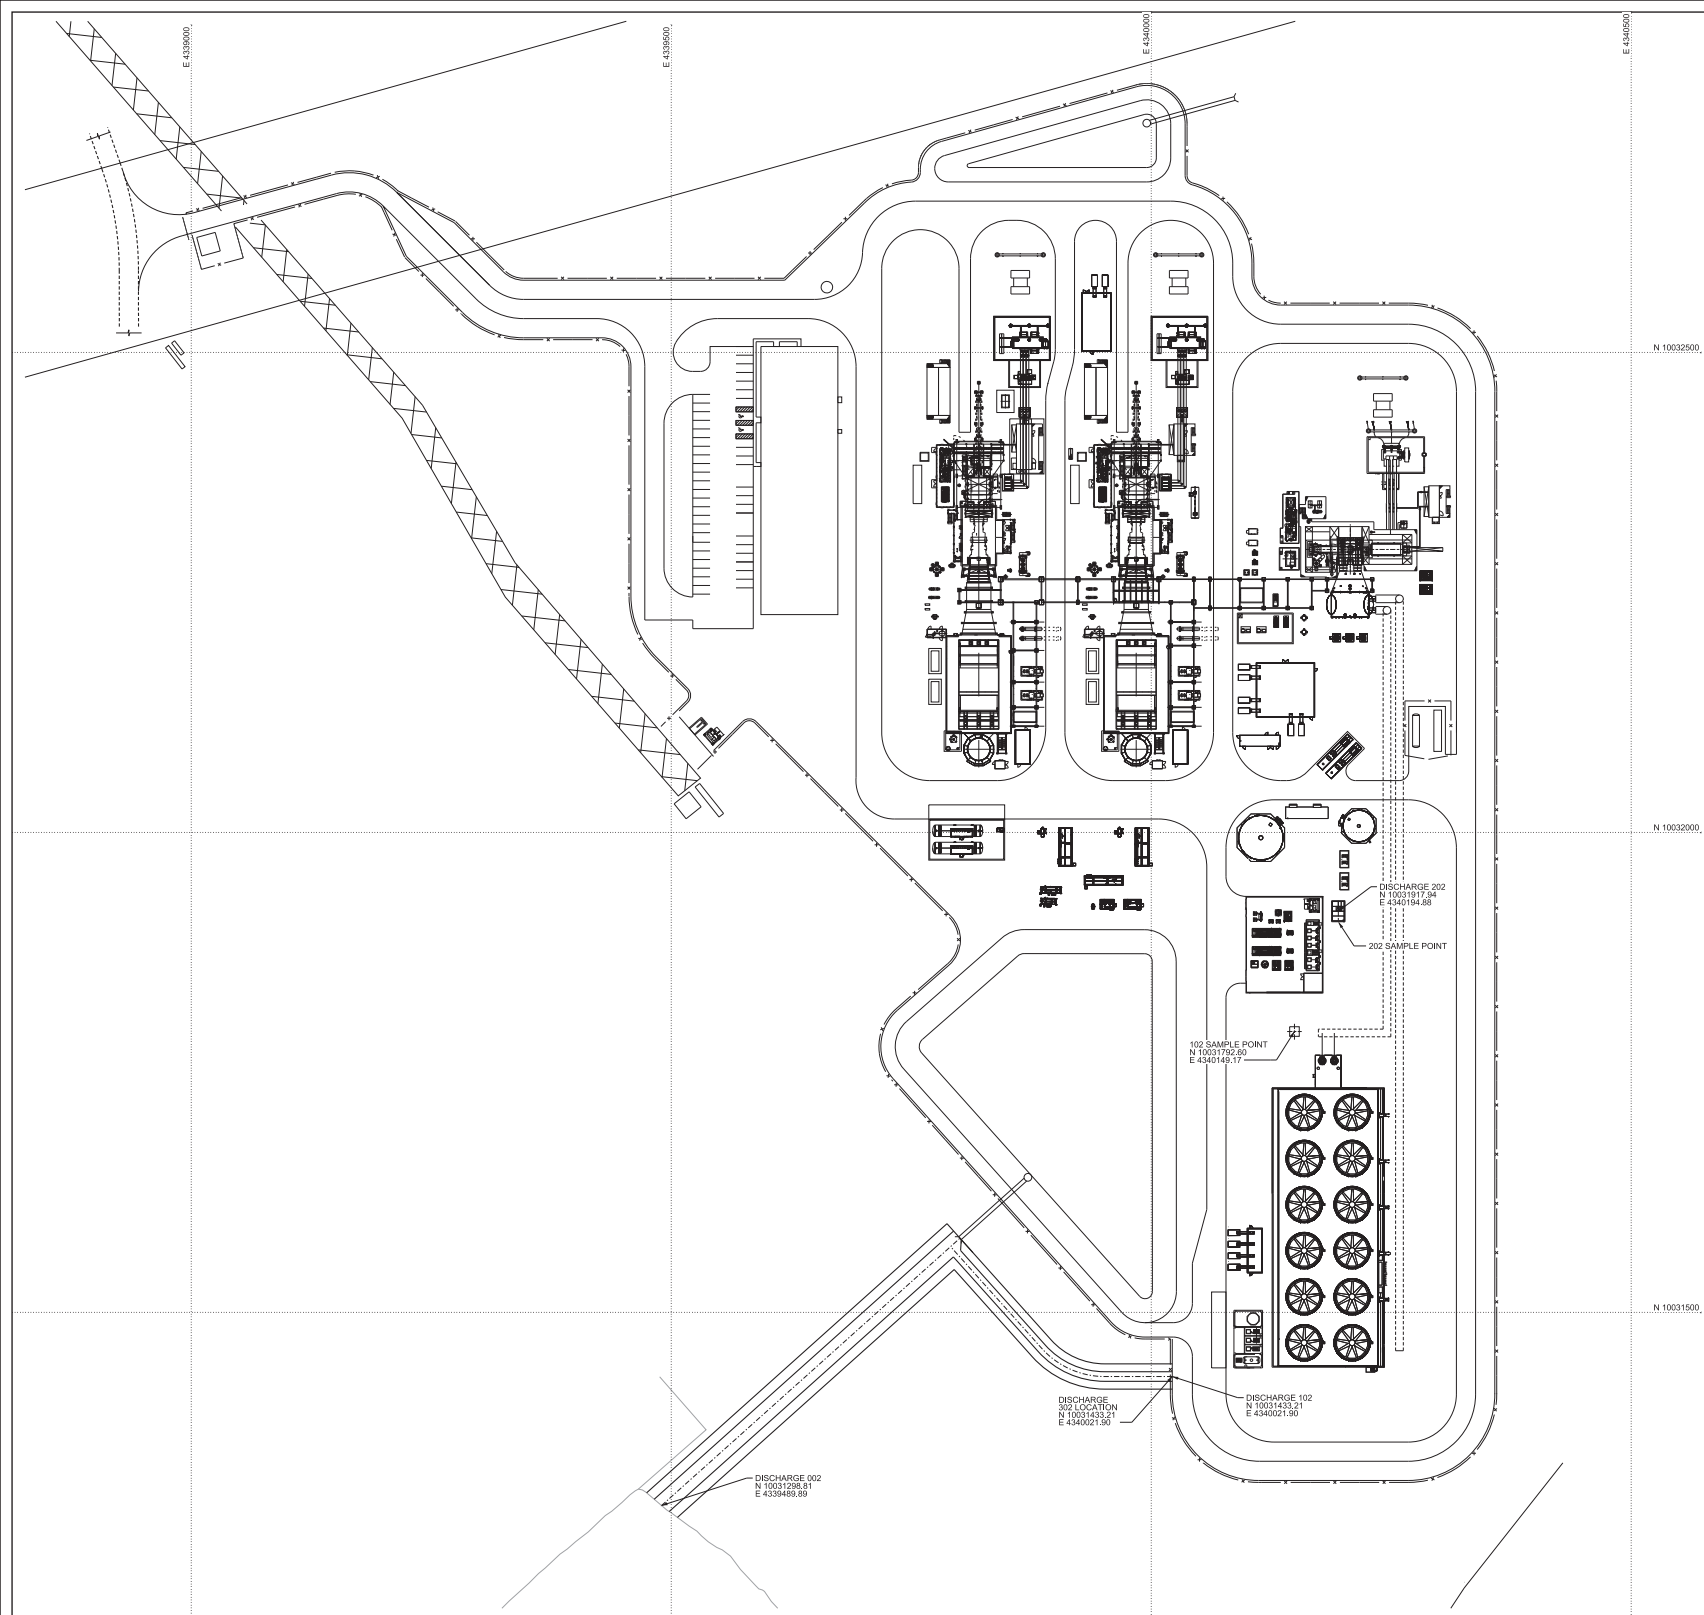 E 4339000
E 4339500
E 4340000
E 4340500
N 10032500
N 10032000
DISCHARGE 202
N 10031917.94
E 4340194.88
202 SAMPLE POINT
102 SAMPLE POINT
N 10031792.60
E 4340149.17
N 10031500
DISCHARGE
302 LOCATION
N 10031433.21
E 4340021.90
DISCHARGE 102
N 10031433.21
E 4340021.90
DISCHARGE 002
N 10031298.81
E 4339489.89